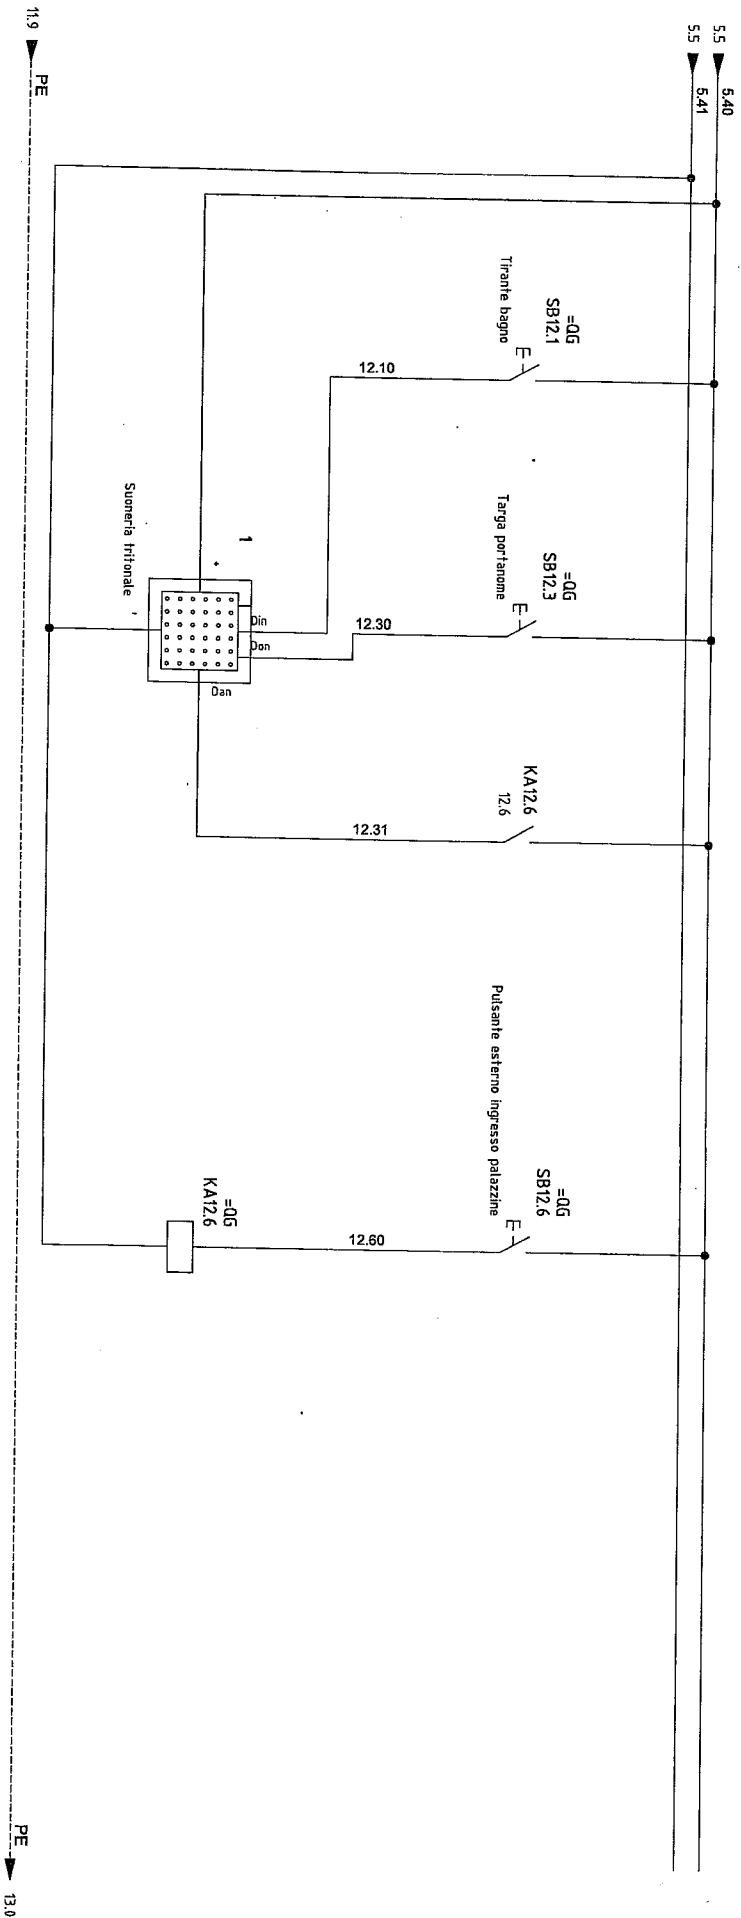 5.5
5.40
5.5
5.41
=QG
SB12.1
Tirante bagno
12.10
=QG
SB12.3
Targa portanome
12.30
KA12.6
12.6
12.31
=QG
SB12.6
Pulsante esterno ingresso palazzine
12.60
=QG
KA12.6
1
Din
Don
Dan
Suoneria tritonale
11.9
PE
PE
13.0